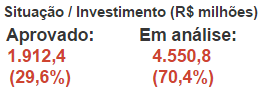 Situação / Investimento (R$ milhões)
Aprovado: Em análise:
1.912,4 4.550,8
(29,6%) (70,4%)